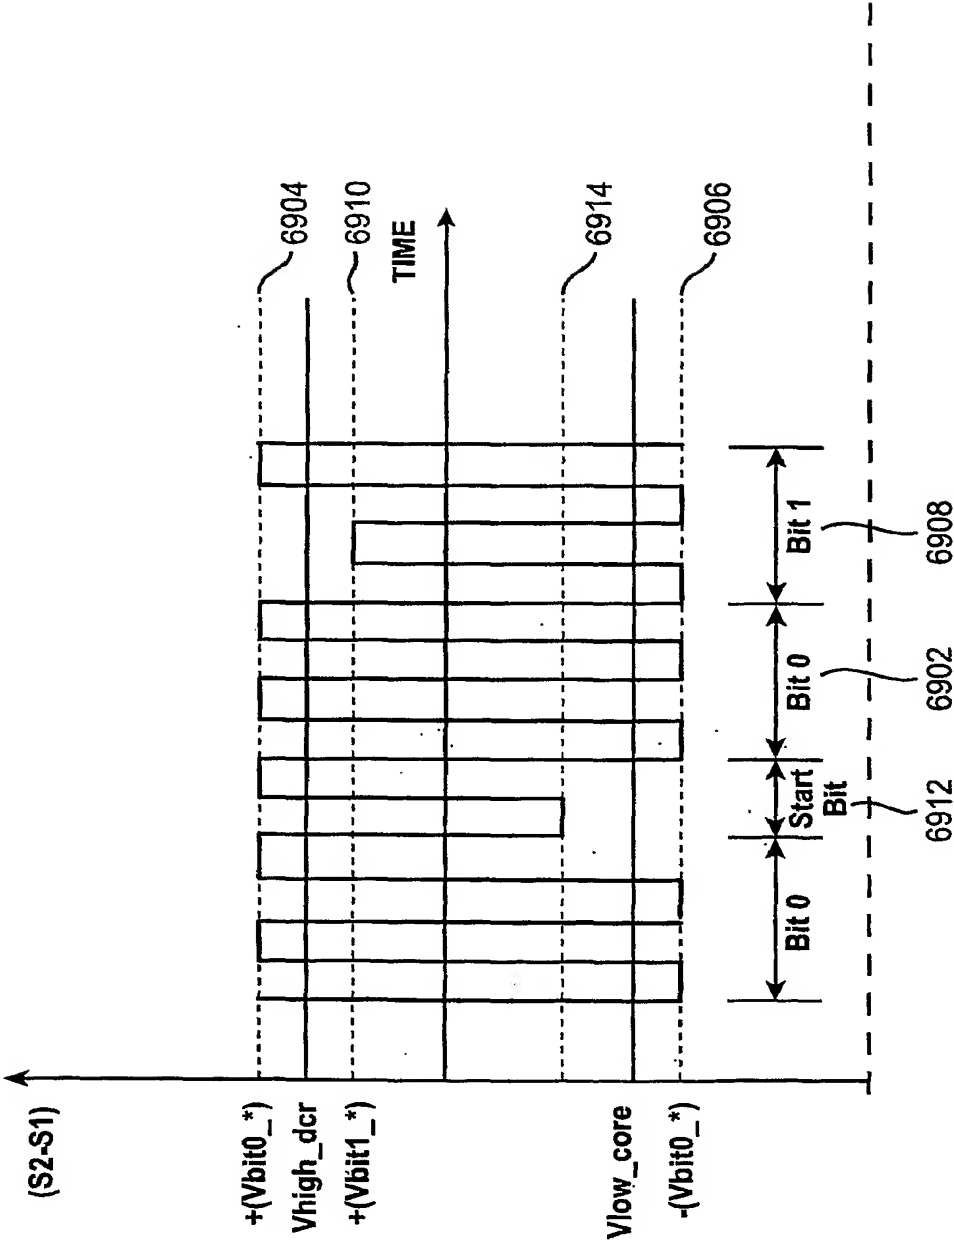 (S2-S1)
+(Vbit0_*)
Vhigh_dcr
+(Vbit1_*)
Vlow_core
-(Vbit0_*)
6904
6910
TIME
6914
6906
Bit 0
Start
Bit
Bit 0
Bit 1
6912
6902
6908